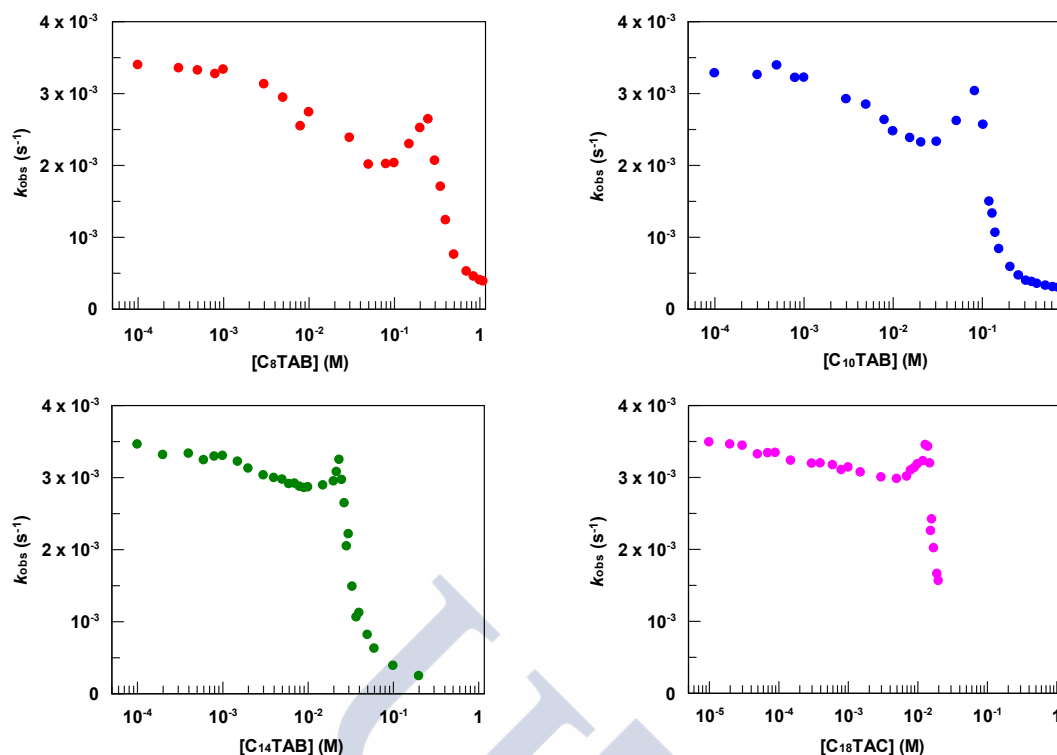 4 x 10⁻³
3 x 10⁻³
2 x 10⁻³
10⁻³
0
kobs (s⁻¹)
10⁻⁴ 10⁻³ 10⁻² 10⁻¹ 1
[C₈TAB] (M)
4 x 10⁻³
3 x 10⁻³
2 x 10⁻³
10⁻³
0
kobs (s⁻¹)
10⁻⁴ 10⁻³ 10⁻² 10⁻¹
[C₁₀TAB] (M)
4 x 10⁻³
3 x 10⁻³
2 x 10⁻³
10⁻³
0
kobs (s⁻¹)
10⁻⁴ 10⁻³ 10⁻² 10⁻¹ 1
[C₁₄TAB] (M)
4 x 10⁻³
3 x 10⁻³
2 x 10⁻³
10⁻³
0
kobs (s⁻¹)
10⁻⁵ 10⁻⁴ 10⁻³ 10⁻² 10⁻¹ 1
[C₁₈TAC] (M)